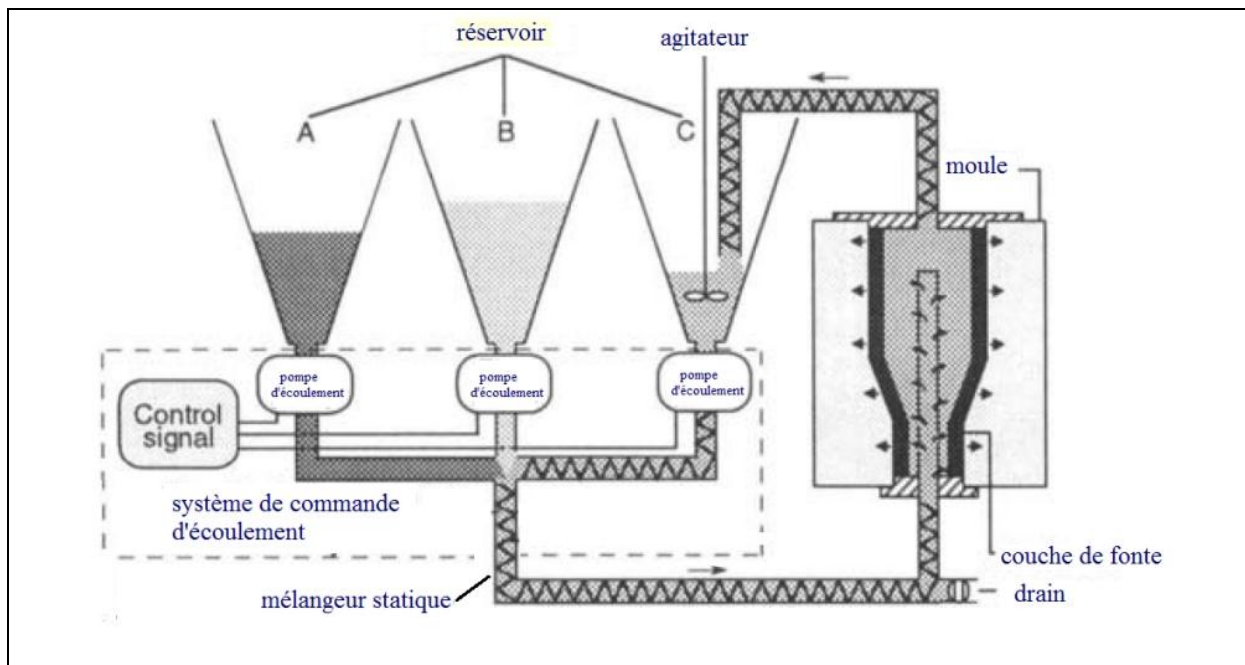 réservoir
agitateur
A
B
C
moule
pompe
d'écoulement
pompe
d'écoulement
pompe
d'écoulement
Control
signal
système de commande
d'écoulement
mélangeur statique
couche de fonte
drain